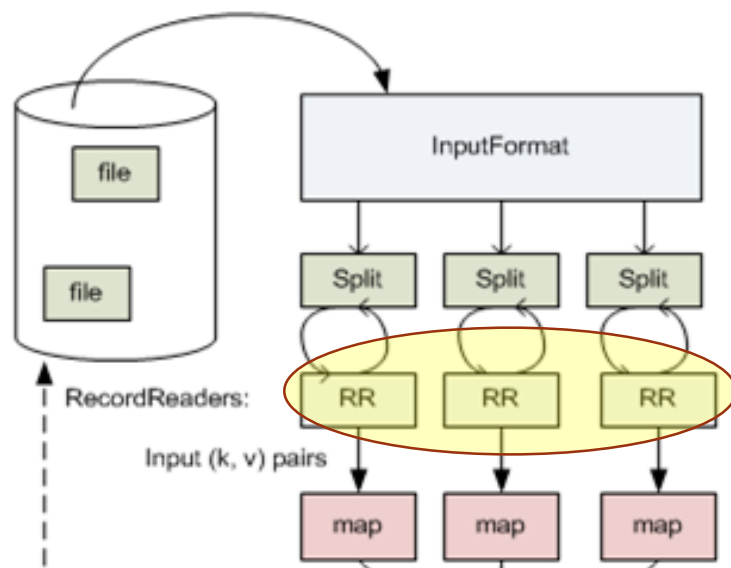 file
InputFormat
file
Split
Split
Split
RecordReaders:
RR
RR
RR
Input (k, v) pairs
map
map
map